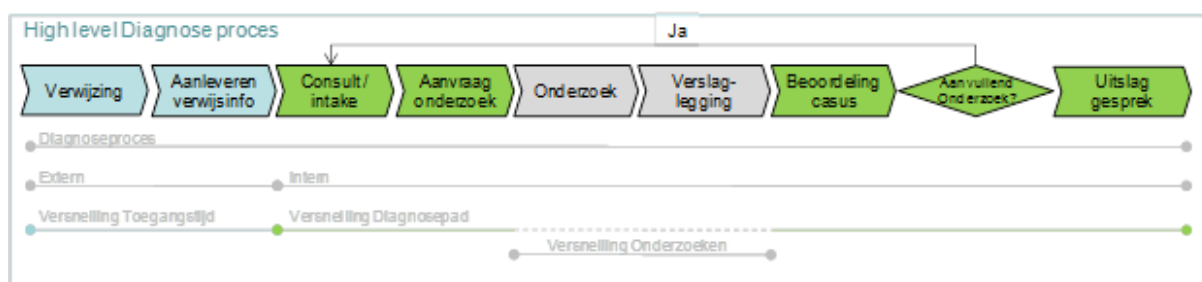 High level Diagnose proces
Ja
Verwijzing
Aanleveren
verwijsinfo
Consult /
intake
Aanvraag
onderzoek
Onderzoek
Verslag-
legging
Beoordeling
casus
Aanvullend
Onderzoek?
Uitslag
gesprek
Diagnoseproces
Extern
Intern
Versnelling Toegangstijd
Versnelling Diagnosepad
Versnelling Onderzoeken